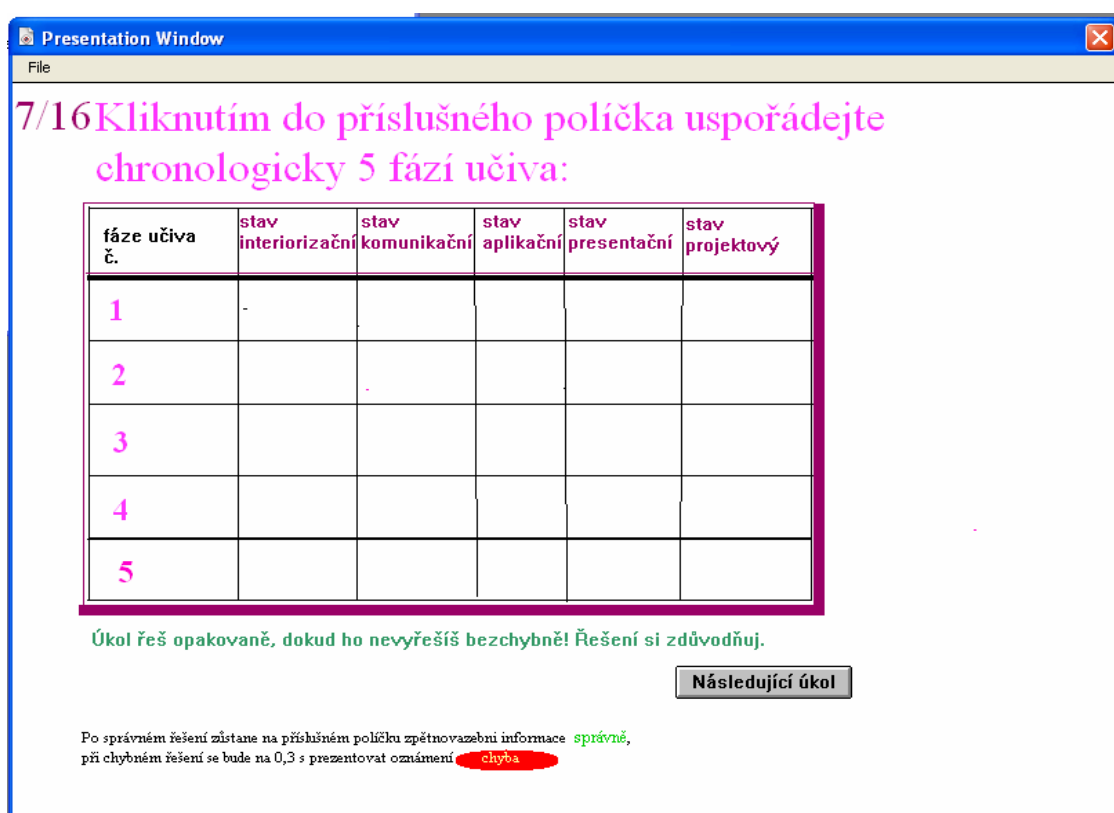 Presentation Window
File
7/16 Kliknutím do příslušného políčka uspořádejte
chronologicky 5 fází učiva:
fáze učiva č. stav interiorizační stav komunikační stav aplikační stav presentační stav projektový
1
2
3
4
5
Úkol řeš opakovaně, dokud ho nevyřešíš bezchybně! Řešení si zdůvodňuj.
Následující úkol
Po správném řešení zůstane na příslušném políčku zpětnovazebni informace správně,
při chybném řešení se bude na 0,3 s prezentovat oznámení chyba